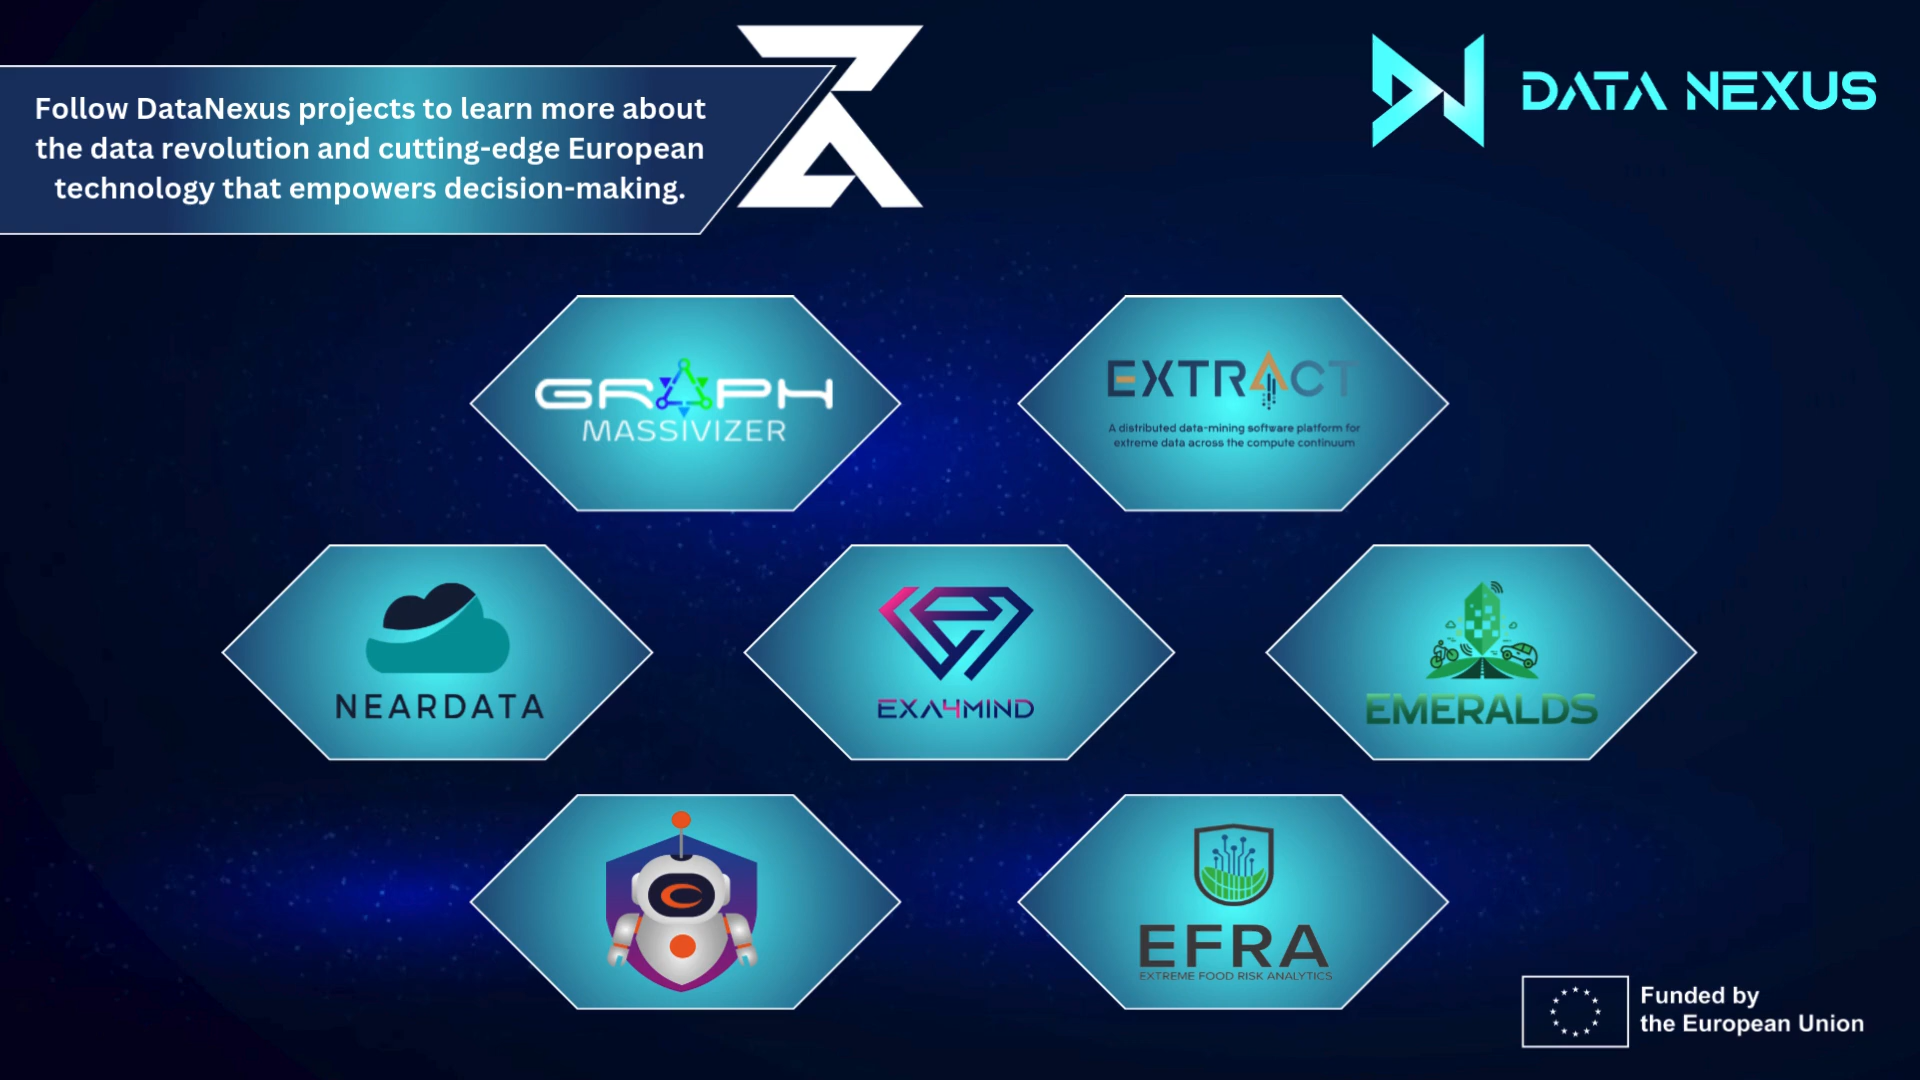 Follow DataNexus projects to learn more about
the data revolution and cutting-edge European
technology that empowers decision-making.
DATA NEXUS
GRAPH
MASSIVIZER
EXTRACT
A distributed data-mining software platform for
extreme data across the compute continuum
NEARDATA
EXA4MIND
EMERALDS
EFRA
EXTREME FOOD RISK ANALYTICS
Funded by
the European Union